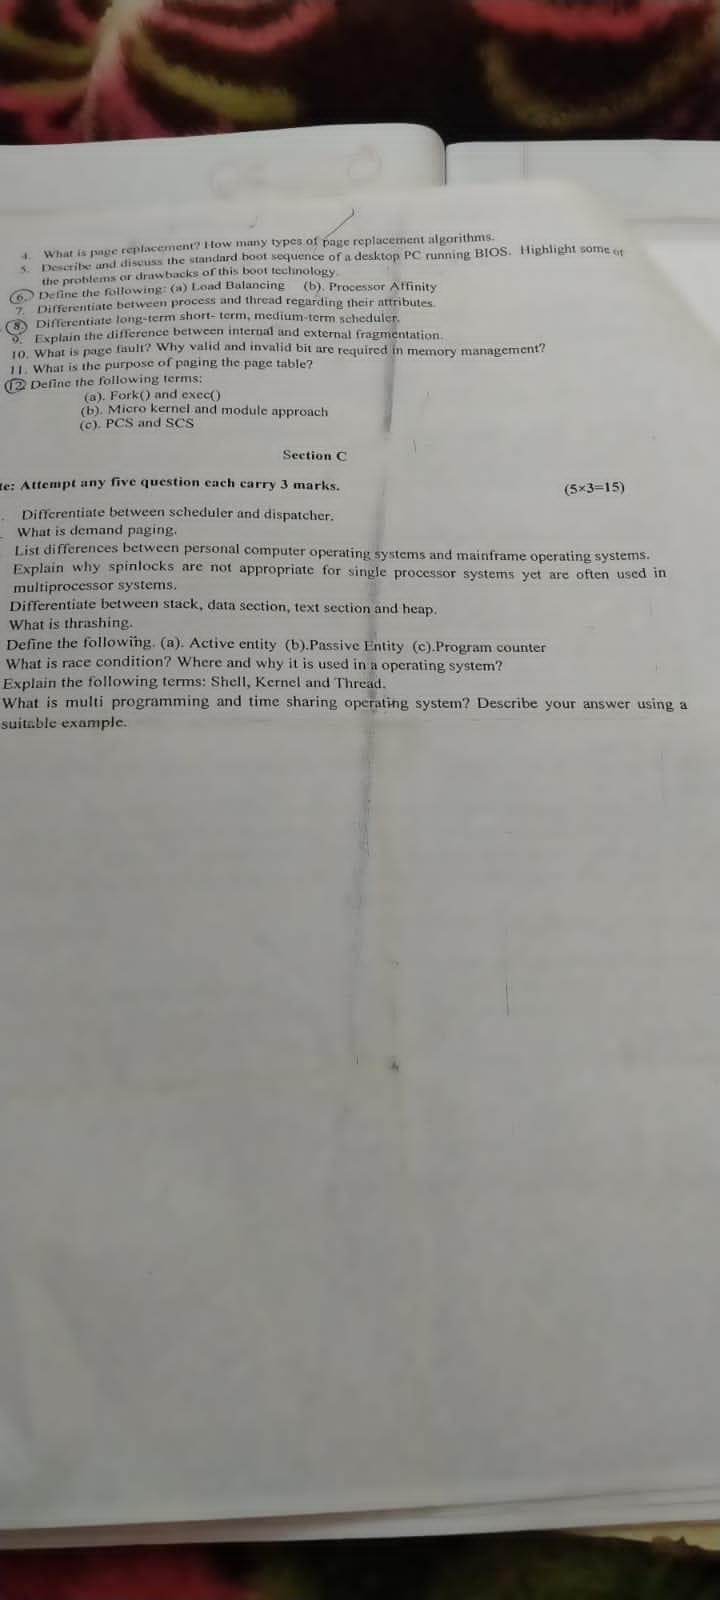 4. What is page replacement? How many types of page replacement algorithms.
5. Describe and discuss the standard boot sequence of a desktop PC running BIOS. Highlight some of
the problems or drawbacks of this boot technology.
6. Define the following: (a) Load Balancing (b). Processor Affinity
7. Differentiate between process and thread regarding their attributes.
8. Differentiate long-term short- term, medium-term scheduler.
9. Explain the difference between internal and external fragmentation.
10. What is page fault? Why valid and invalid bit are required in memory management?
11. What is the purpose of paging the page table?
12 Define the following terms:
(a). Fork() and exec()
(b). Micro kernel and module approach
(c). PCS and SCS
Section C
te: Attempt any five question each carry 3 marks. (5×3=15)
Differentiate between scheduler and dispatcher.
What is demand paging.
List differences between personal computer operating systems and mainframe operating systems.
Explain why spinlocks are not appropriate for single processor systems yet are often used in
multiprocessor systems.
Differentiate between stack, data section, text section and heap.
What is thrashing.
Define the following. (a). Active entity (b).Passive Entity (c).Program counter
What is race condition? Where and why it is used in a operating system?
Explain the following terms: Shell, Kernel and Thread.
What is multi programming and time sharing operating system? Describe your answer using a
suitable example.